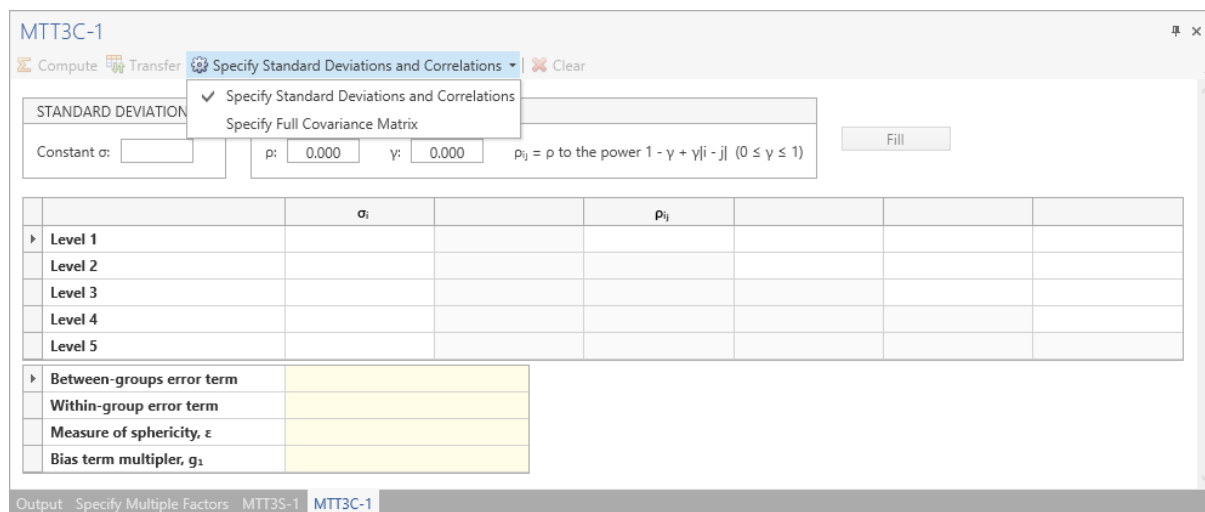 MTT3C-1
Compute Transfer Specify Standard Deviations and Correlations Clear
Specify Standard Deviations and Correlations
Specify Full Covariance Matrix
STANDARD DEVIATION
Constant σ: ρ: 0.000 γ: 0.000 ρij = ρ to the power 1 - γ + γ|i - j| (0 ≤ γ ≤ 1)
Fill
σi ρij
Level 1
Level 2
Level 3
Level 4
Level 5
Between-groups error term
Within-group error term
Measure of sphericity, ε
Bias term multipler, g₁
Output Specify Multiple Factors MTT3S-1 MTT3C-1